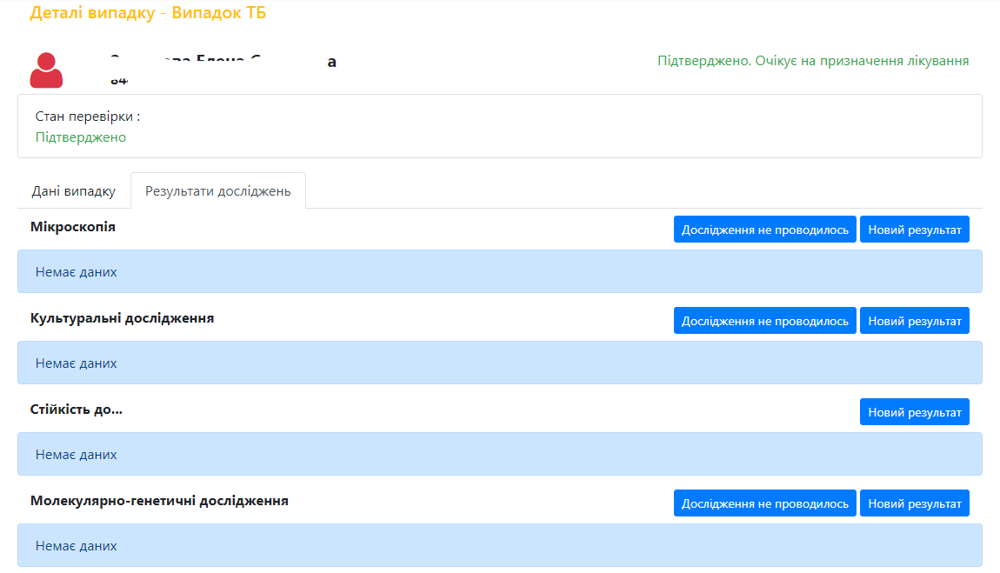 Деталі випадку - Випадок ТБ
Елена
Підтверджено. Очікує на призначення лікування
Стан перевірки :
Підтверджено
Дані випадку Результати досліджень
Мікроскопія Дослідження не проводилось Новий результат
Немає даних
Культуральні дослідження Дослідження не проводилось Новий результат
Немає даних
Стійкість до... Новий результат
Немає даних
Молекулярно-генетичні дослідження Дослідження не проводилось Новий результат
Немає даних